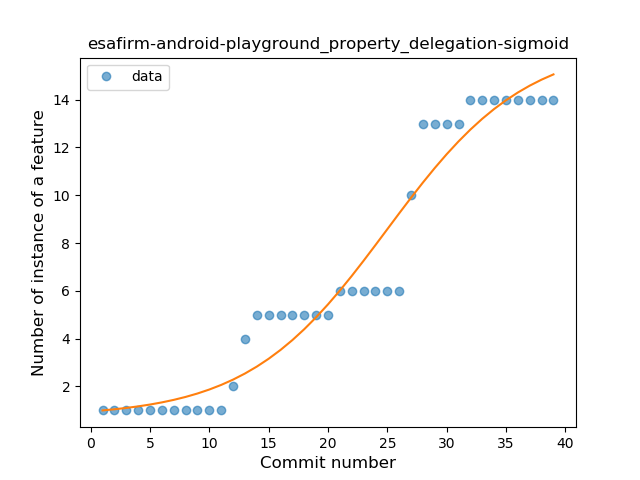 esafirm-android-playground_property_delegation-sigmoid
data
Number of instance of a feature
14
12
10
8
6
4
2
0 5 10 15 20 25 30 35 40
Commit number